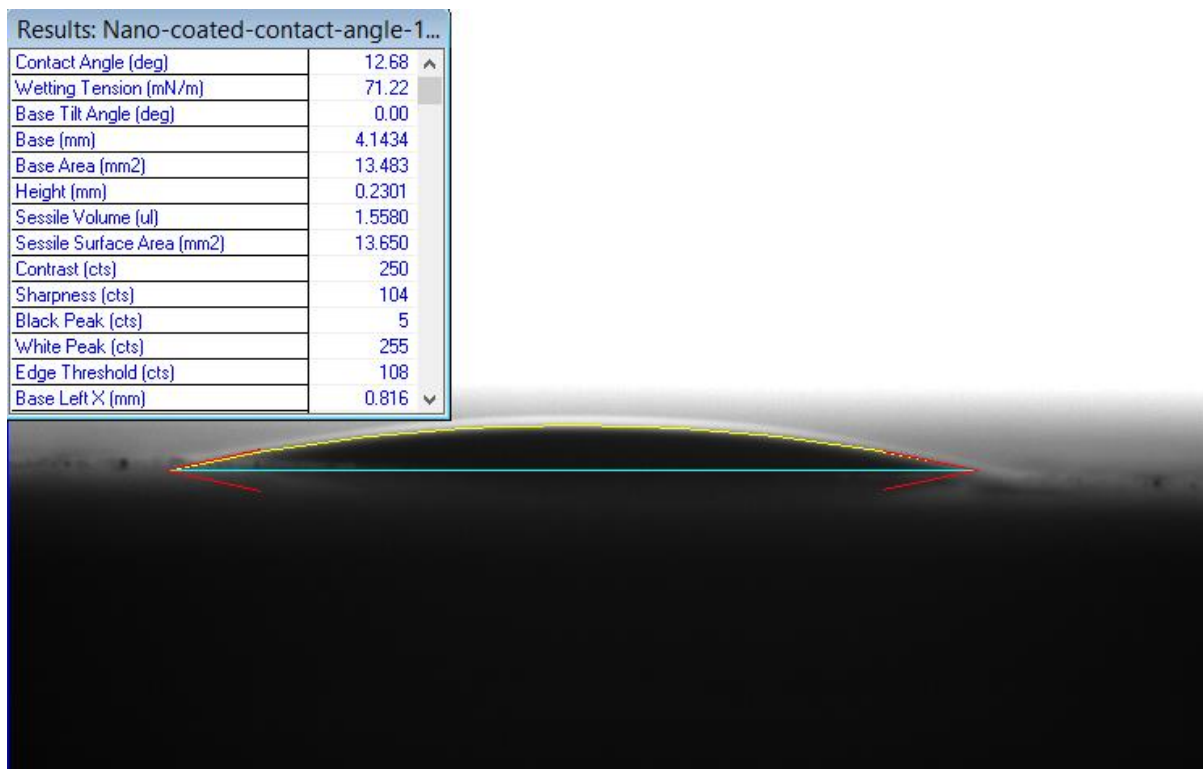 Results: Nano-coated-contact-angle-1...
Contact Angle (deg) 12.68
Wetting Tension (mN/m) 71.22
Base Tilt Angle (deg) 0.00
Base (mm) 4.1434
Base Area (mm2) 13.483
Height (mm) 0.2301
Sessile Volume (ul) 1.5580
Sessile Surface Area (mm2) 13.650
Contrast (cts) 250
Sharpness (cts) 104
Black Peak (cts) 5
White Peak (cts) 255
Edge Threshold (cts) 108
Base Left X (mm) 0.816